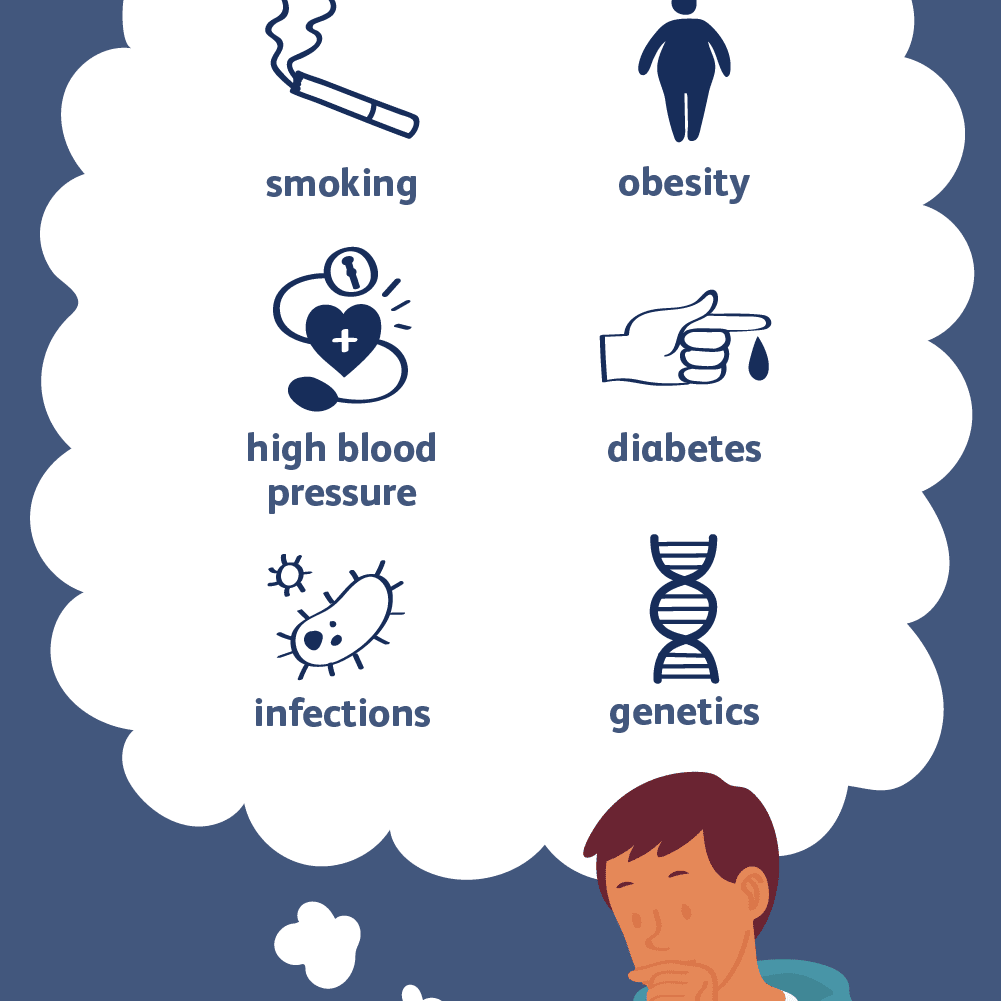 smoking
obesity
high blood
pressure
diabetes
infections
genetics